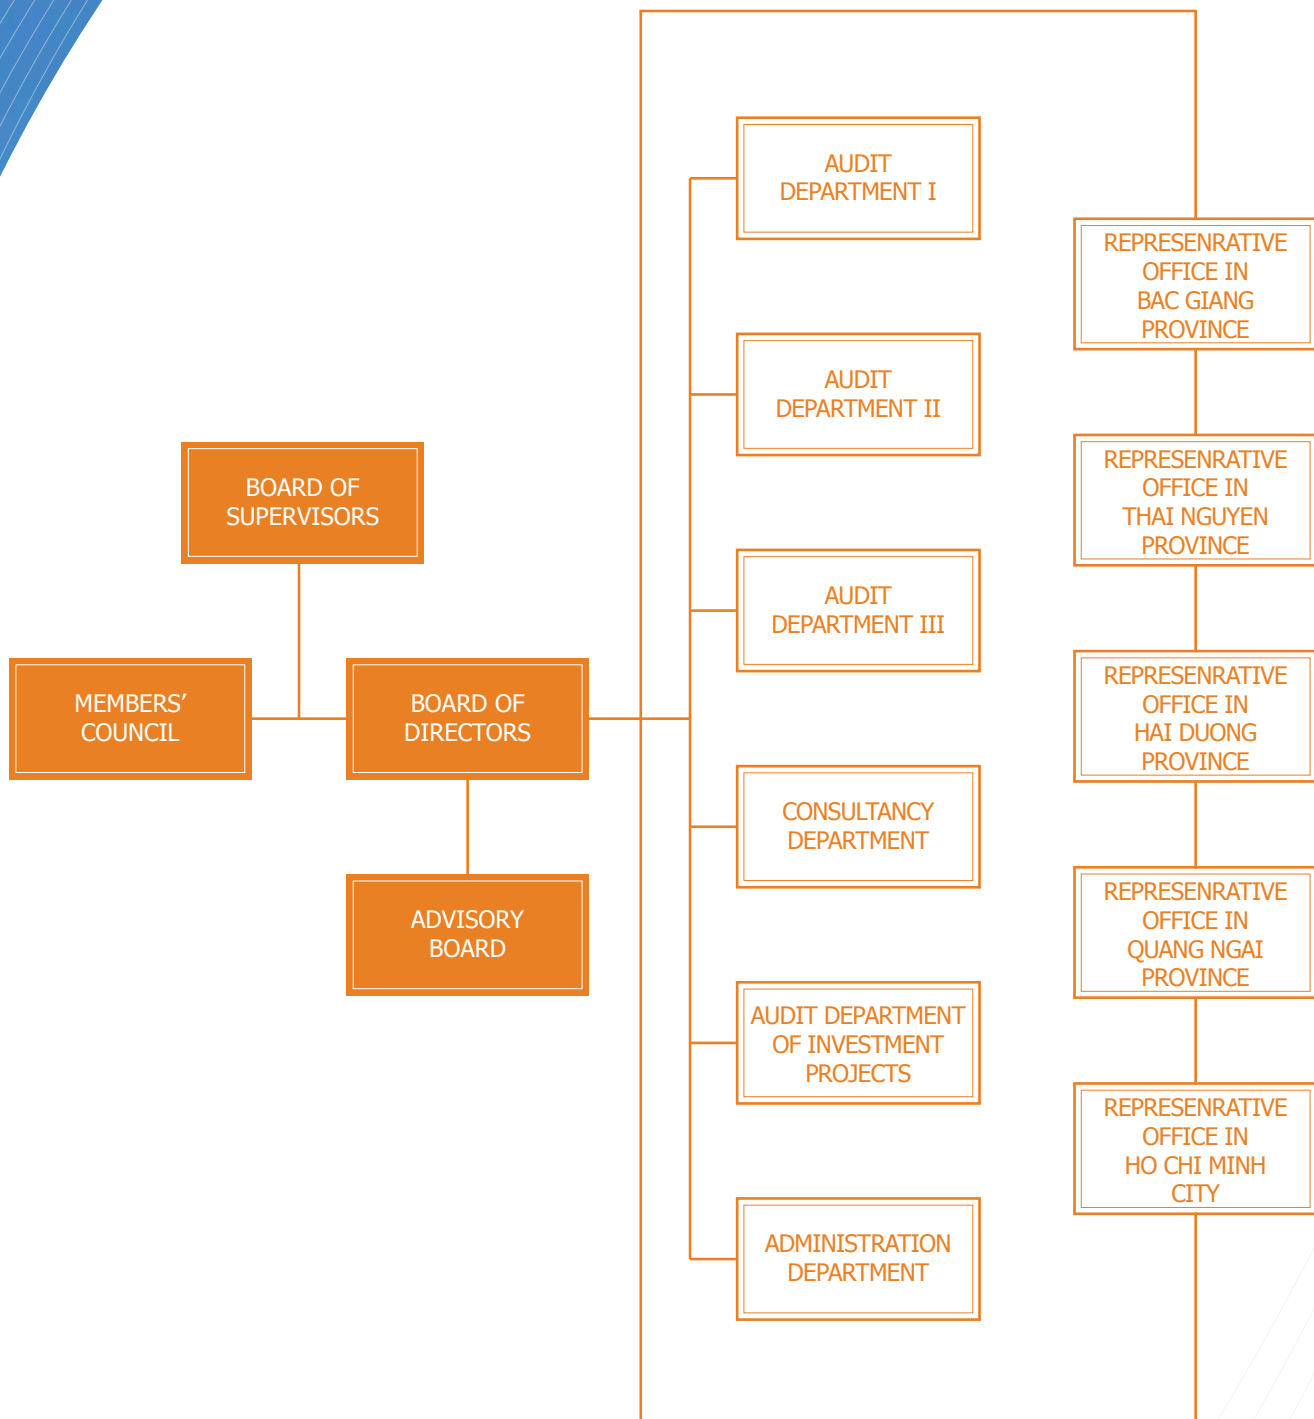 BOARD OF
SUPERVISORS
MEMBERS’
COUNCIL
BOARD OF
DIRECTORS
ADVISORY
BOARD
AUDIT
DEPARTMENT I
AUDIT
DEPARTMENT II
AUDIT
DEPARTMENT III
CONSULTANCY
DEPARTMENT
AUDIT DEPARTMENT
OF INVESTMENT
PROJECTS
ADMINISTRATION
DEPARTMENT
REPRESENRATIVE
OFFICE IN
BAC GIANG
PROVINCE
REPRESENRATIVE
OFFICE IN
THAI NGUYEN
PROVINCE
REPRESENRATIVE
OFFICE IN
HAI DUONG
PROVINCE
REPRESENRATIVE
OFFICE IN
QUANG NGAI
PROVINCE
REPRESENRATIVE
OFFICE IN
HO CHI MINH
CITY